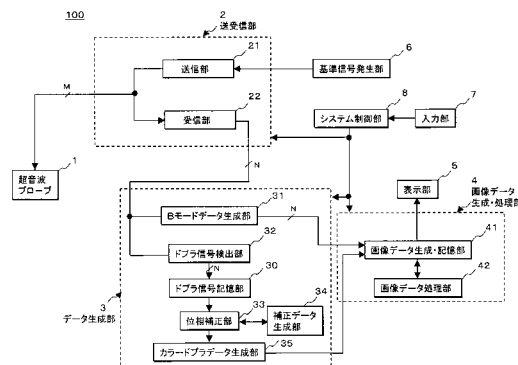 100
2
送受信部
21
送信部
6
基準信号発生部
M
22
受信部
8
システム制御部
7
入力部
1
超音波
プローブ
N
5
表示部
4
画像データ
生成・処理部
31
Bモードデータ生成部
N
41
画像データ生成・記憶部
32
ドプラ信号検出部
N
42
画像データ処理部
30
ドプラ信号記憶部
3
データ生成部
33
位相補正部
34
補正データ
生成部
35
カラードプラデータ生成部